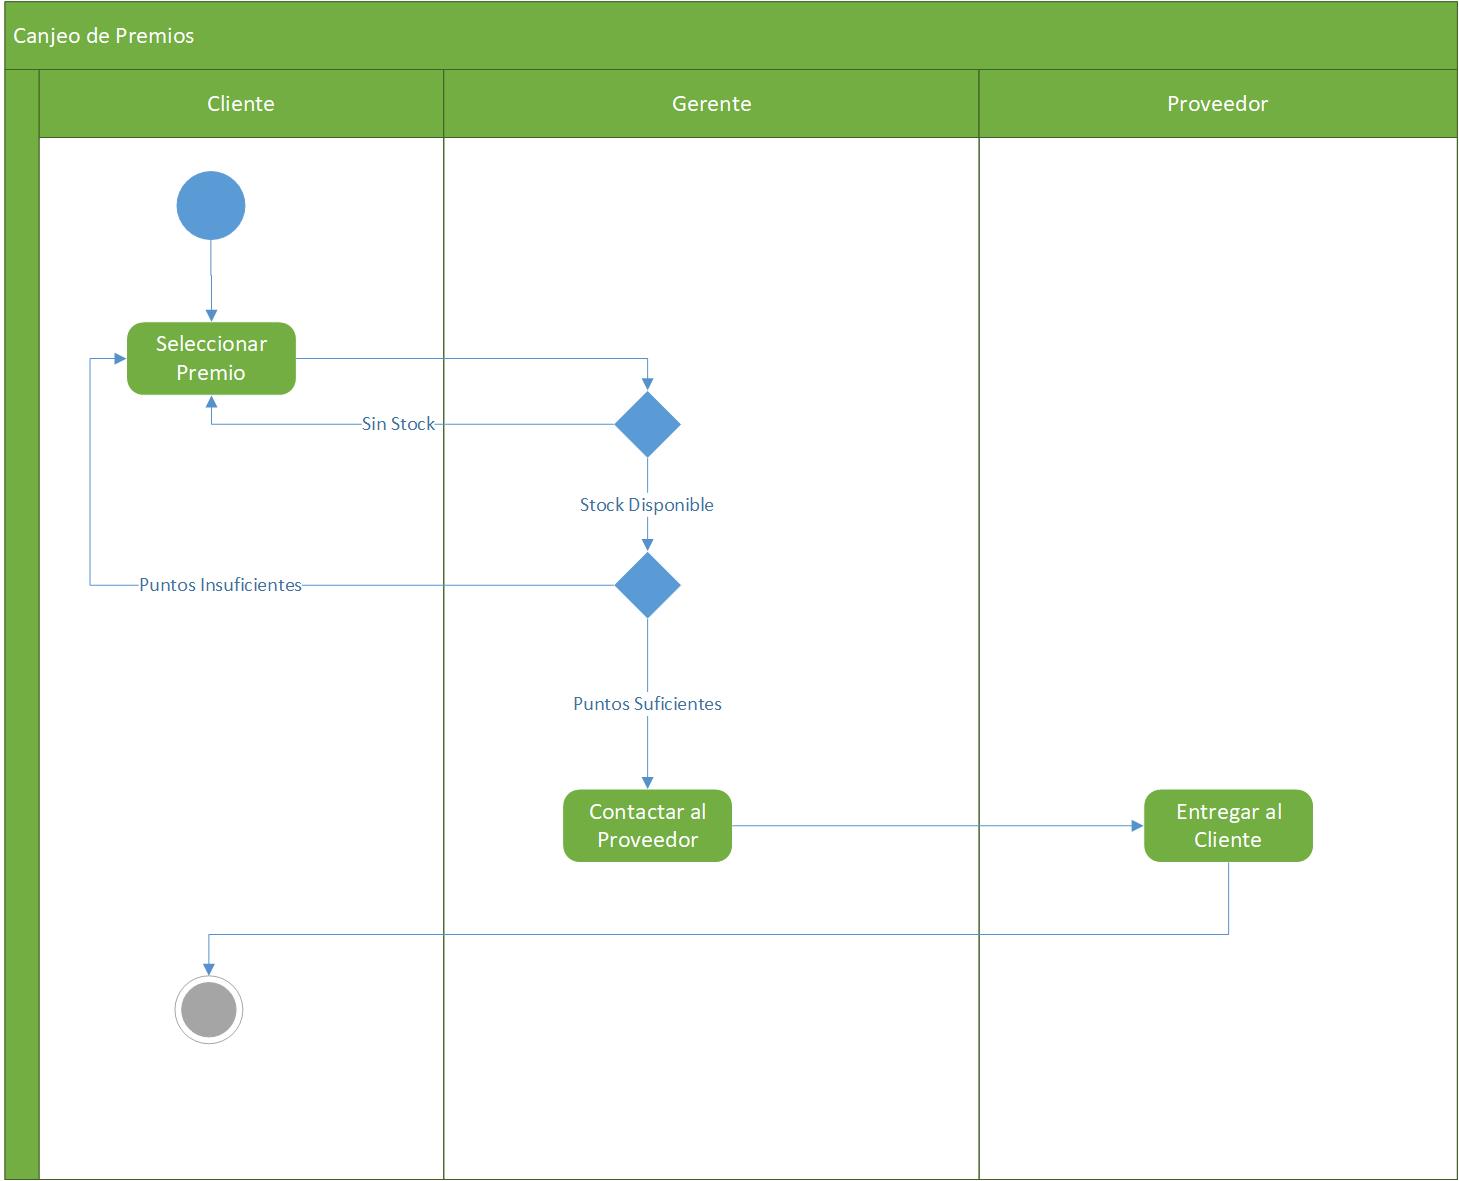 Canjeo de Premios
Cliente
Gerente
Proveedor
Seleccionar
Premio
Sin Stock
Stock Disponible
Puntos Insuficientes
Puntos Suficientes
Contactar al
Proveedor
Entregar al
Cliente